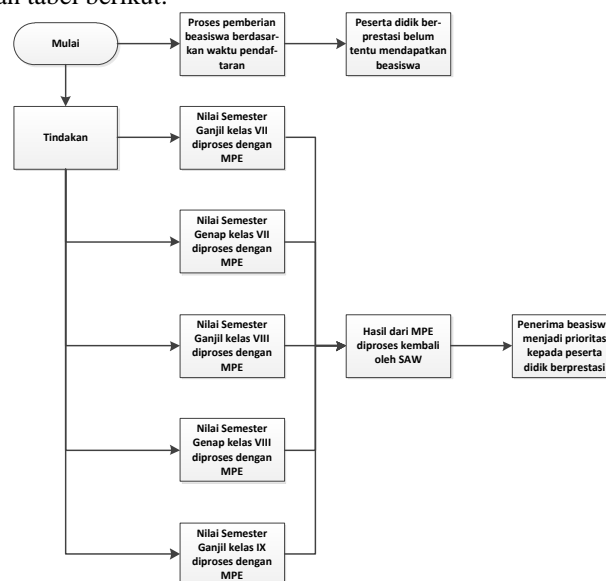 an tabel berikut:
Mulai
Proses pemberian
beasiswa berdasar-
kan waktu pendaf-
taran
Peserta didik ber-
prestasi belum
tentu mendapatkan
beasiswa
Tindakan
Nilai Semester
Ganjil kelas VII
diproses dengan
MPE
Nilai Semester
Genap kelas VII
diproses dengan
MPE
Nilai Semester
Ganjil kelas VIII
diproses dengan
MPE
Hasil dari MPE
diproses kembali
oleh SAW
Penerima beasisw
menjadi prioritas
kepada peserta
didik berprestasi
Nilai Semester
Genap kelas VIII
diproses dengan
MPE
Nilai Semester
Ganjil kelas IX
diproses dengan
MPE